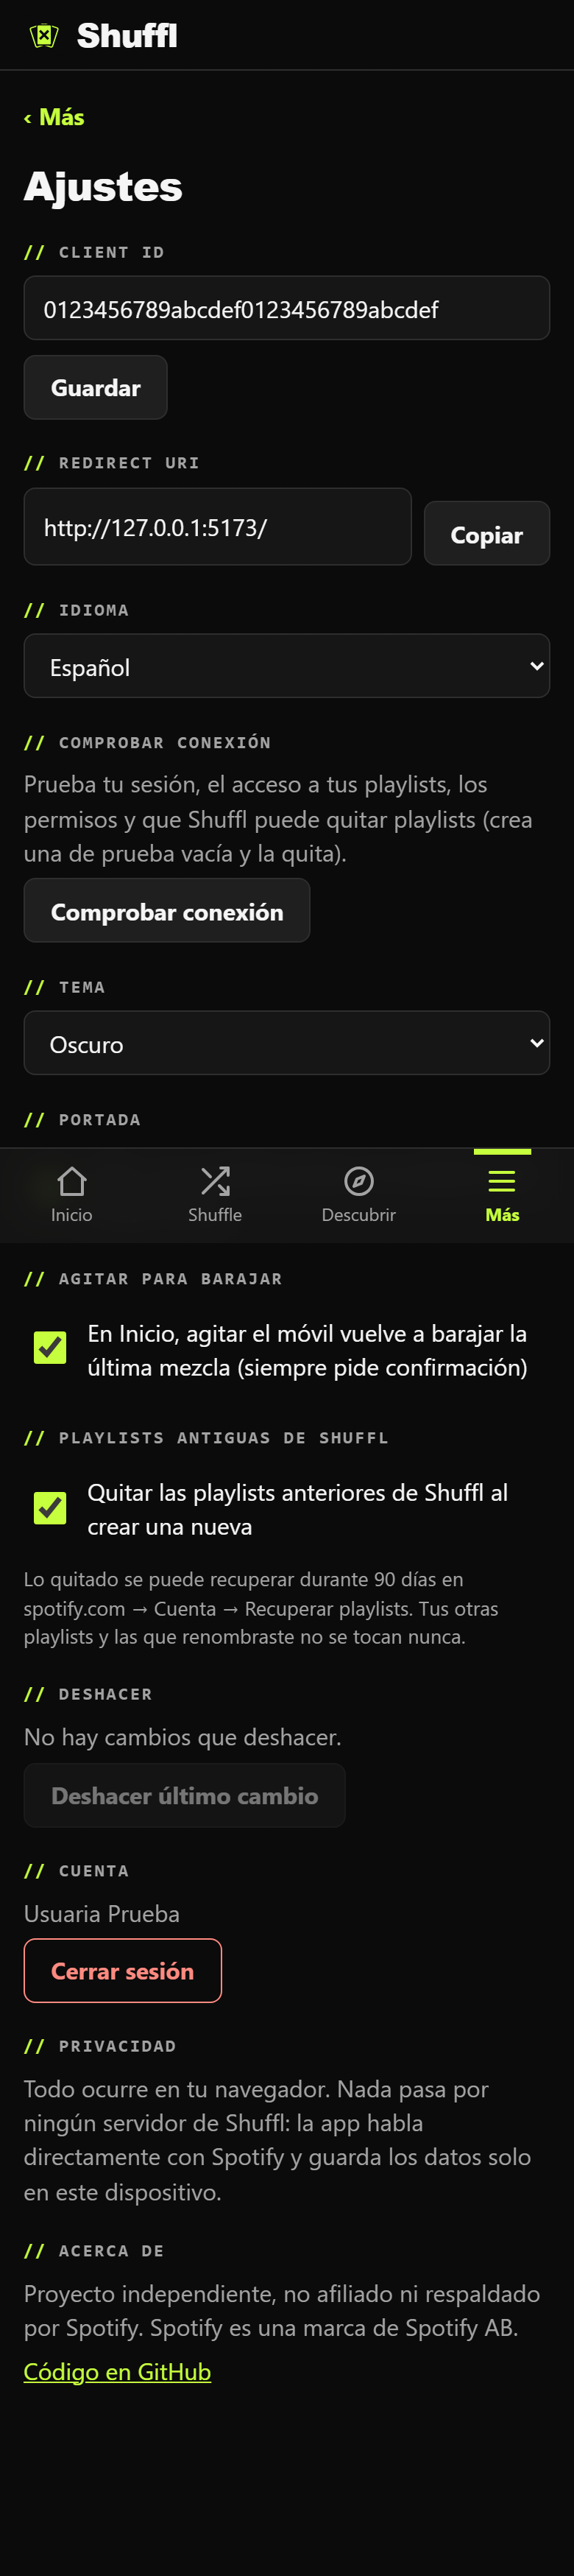 Shuffl
‹ Más
Ajustes
// CLIENT ID
0123456789abcdef0123456789abcdef
Guardar
// REDIRECT URI
http://127.0.0.1:5173/
Copiar
// IDIOMA
Español
// COMPROBAR CONEXIÓN
Prueba tu sesión, el acceso a tus playlists, los
permisos y que Shuffl puede quitar playlists (crea
una de prueba vacía y la quita).
Comprobar conexión
// TEMA
Oscuro
// PORTADA
Inicio
Shuffle
Descubrir
Más
// AGITAR PARA BARAJAR
En Inicio, agitar el móvil vuelve a barajar la
última mezcla (siempre pide confirmación)
// PLAYLISTS ANTIGUAS DE SHUFFL
Quitar las playlists anteriores de Shuffl al
crear una nueva
Lo quitado se puede recuperar durante 90 días en
spotify.com → Cuenta → Recuperar playlists. Tus otras
playlists y las que renombraste no se tocan nunca.
// DESHACER
No hay cambios que deshacer.
Deshacer último cambio
// CUENTA
Usuaria Prueba
Cerrar sesión
// PRIVACIDAD
Todo ocurre en tu navegador. Nada pasa por
ningún servidor de Shuffl: la app habla
directamente con Spotify y guarda los datos solo
en este dispositivo.
// ACERCA DE
Proyecto independiente, no afiliado ni respaldado
por Spotify. Spotify es una marca de Spotify AB.
Código en GitHub